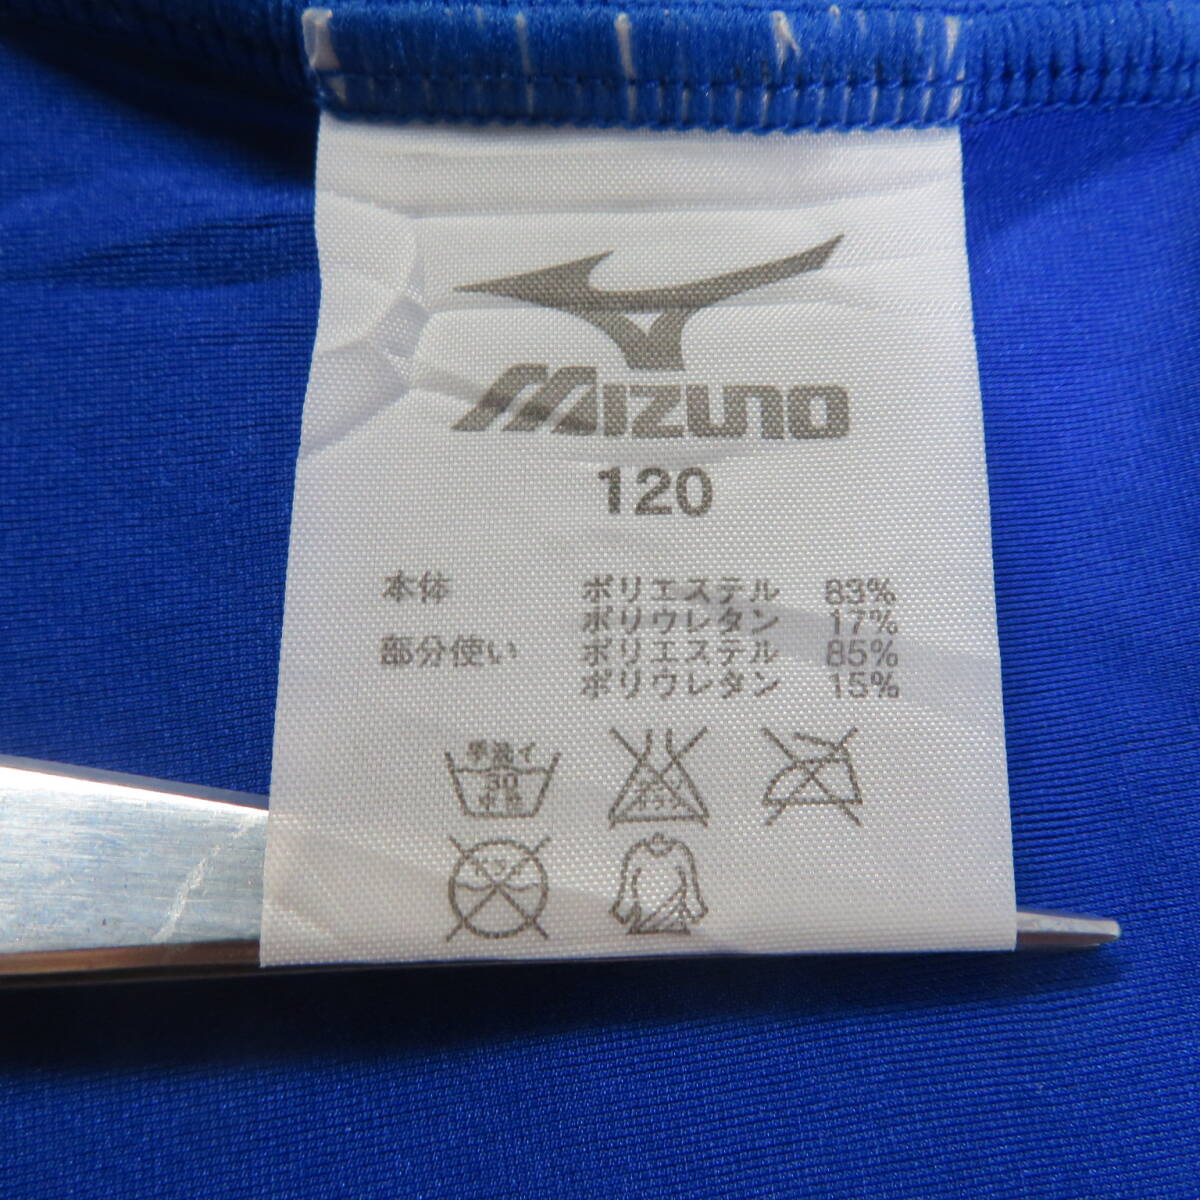 MIZUNO
120
本体 ポリエステル 83%
ポリウレタン 17%
部分使い ポリエステル 85%
ポリウレタン 15%
手洗イ
30